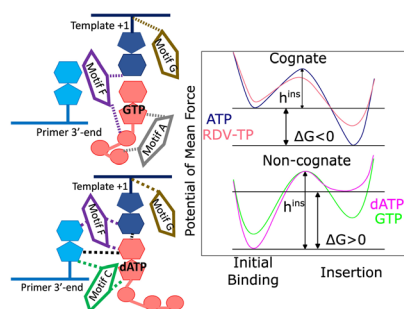 Template +1
Motif G
Motif F
GTP
Motif A
Primer 3'-end
Template+1
Motif G
Motif F
dATP
Motif C
Primer 3'-end
Potential of Mean Force
Cognate
h^ins
ATP
RDV-TP
ΔG<0
Non-cognate
dATP
GTP
h^ins
ΔG>0
Initial
Binding
Insertion